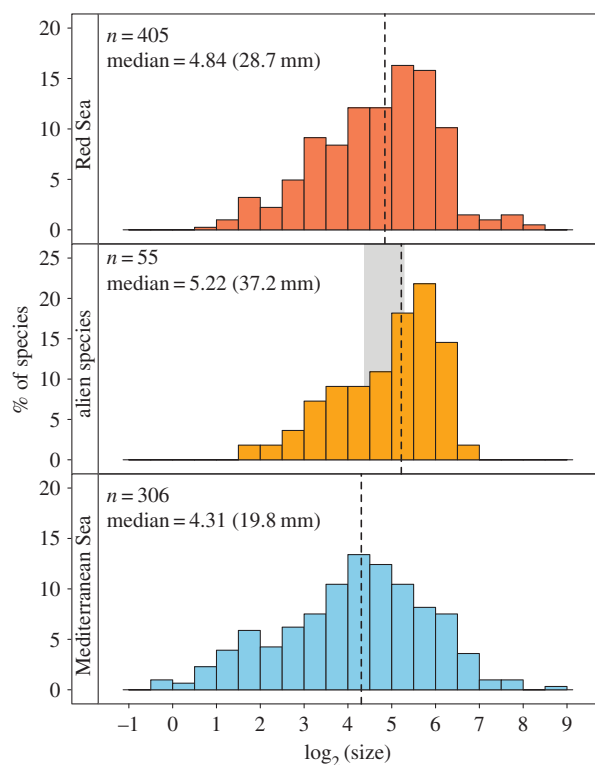 n = 405
median = 4.84 (28.7 mm)
20
15
10
5
0
Red Sea
n = 55
median = 5.22 (37.2 mm)
25
20
15
10
5
0
alien species
% of species
n = 306
median = 4.31 (19.8 mm)
20
15
10
5
0
Mediterranean Sea
–1 0 1 2 3 4 5 6 7 8 9
log₂ (size)